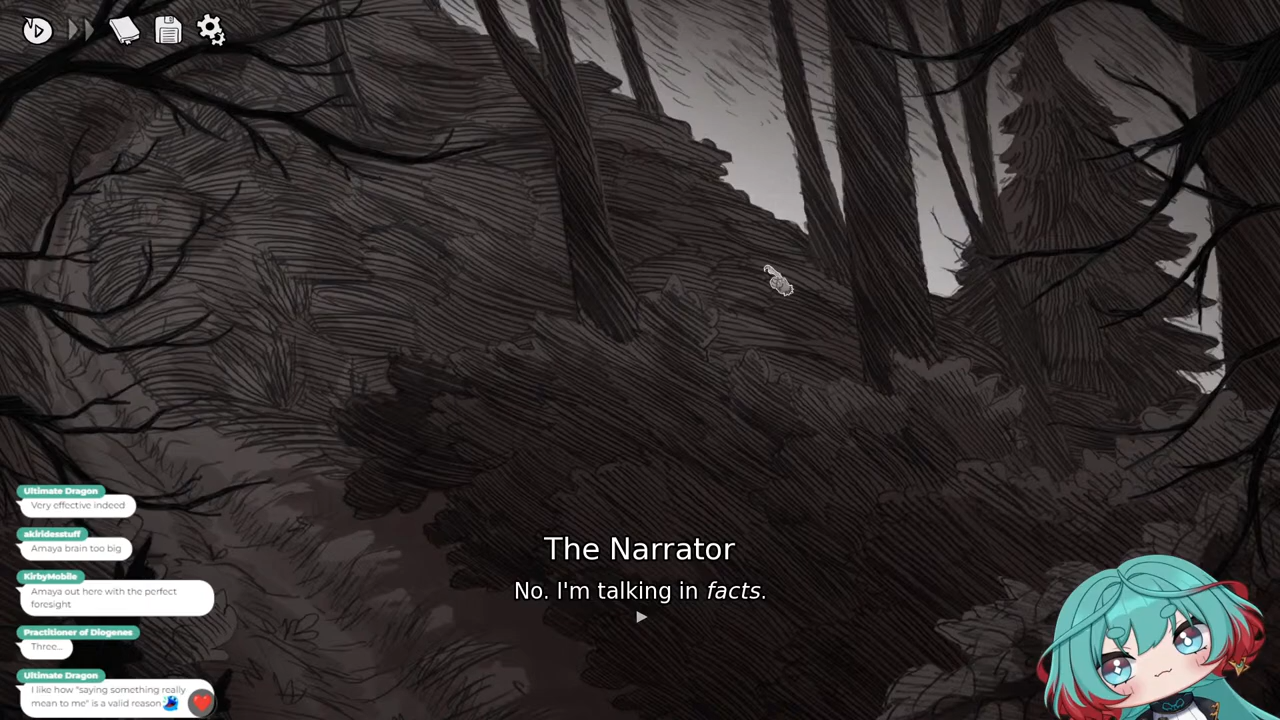 Ultimate Dragon
Very effective indeed
akiridesstuff
Amaya brain too big
KirbyMobile
Amaya out here with the perfect
foresight
Practitioner of Diogenes
Three...
Ultimate Dragon
I like how "saying something really
mean to me" is a valid reason
The Narrator
No. I'm talking in facts.